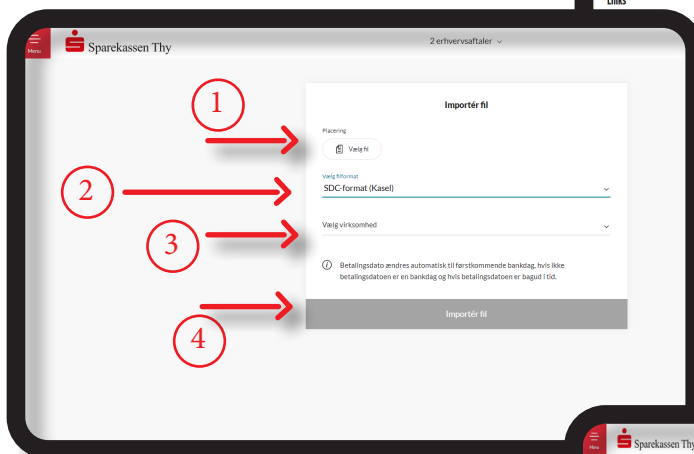 Links
Menu
Sparekassen Thy
2 erhvervsaftaler
Importér fil
1
Placering
Vælg fil
Vælg filformat
2
SDC-format (Kasel)
3
Vælg virksomhed
Betalingsdato ændres automatisk til førstkommende bankdag, hvis ikke
betalingsdatoen er en bankdag og hvis betalingsdatoen er bagud i tid.
Importér fil
4
Menu
Sparekassen Thy